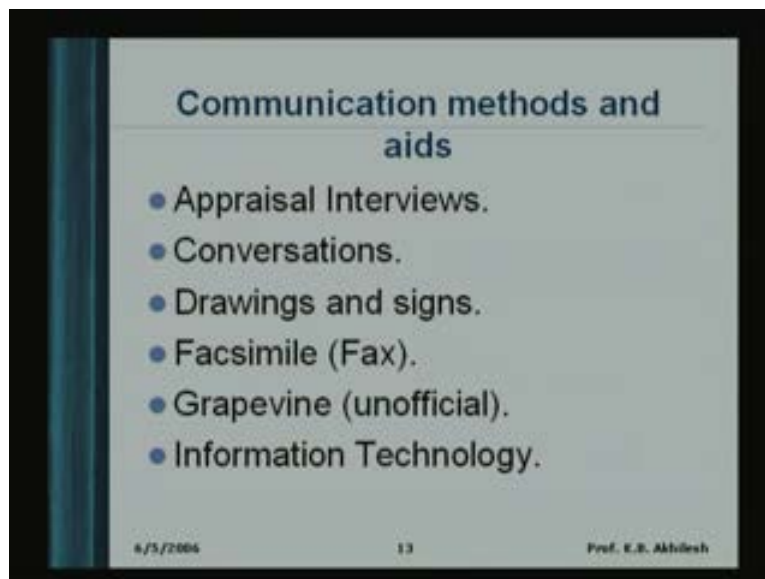 Communication methods and
aids
Appraisal Interviews.
Conversations.
Drawings and signs.
Facsimile (Fax).
Grapevine (unofficial).
Information Technology.
6/5/2006 13 Prof. K.B. Akhilesh